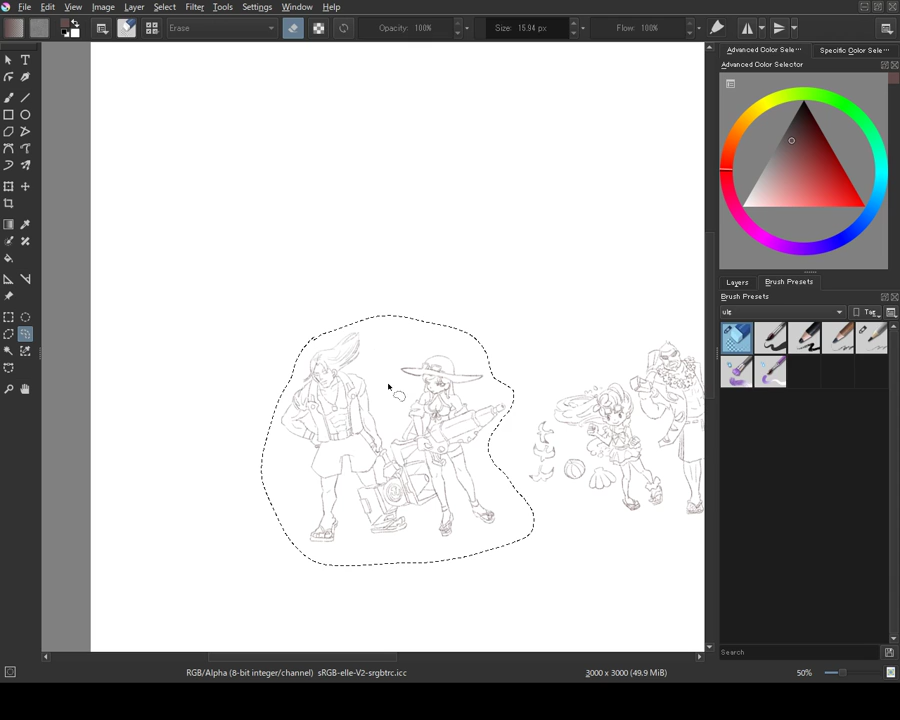 File Edit View Image Layer Select Filter Tools Settings Window Help
Erase Opacity: 100% Size: 15.94 px Flow: 100%
Advanced Color Sele··· Specific Color Sele···
Advanced Color Selector
Layers Brush Presets
Brush Presets
Tag
Search
RGB/Alpha (8-bit integer/channel) sRGB-elle-V2-srgbtrc.icc 3000 x 3000 (49.9 MiB) 50%